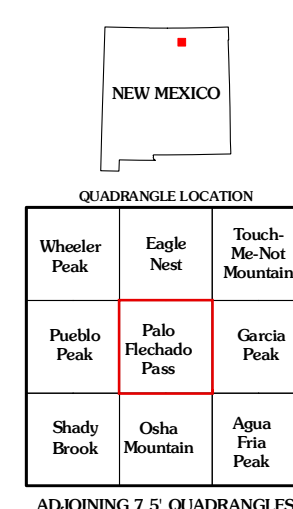 NEW MEXICO
QUADRANGLE LOCATION
Wheeler
Peak
Eagle
Nest
Touch-
Me-Not
Mountain
Pueblo
Peak
Palo
Flechado
Pass
Garcia
Peak
Shady
Brook
Osha
Mountain
Agua
Fria
Peak
ADJOINING 7.5' QUADRANGLES